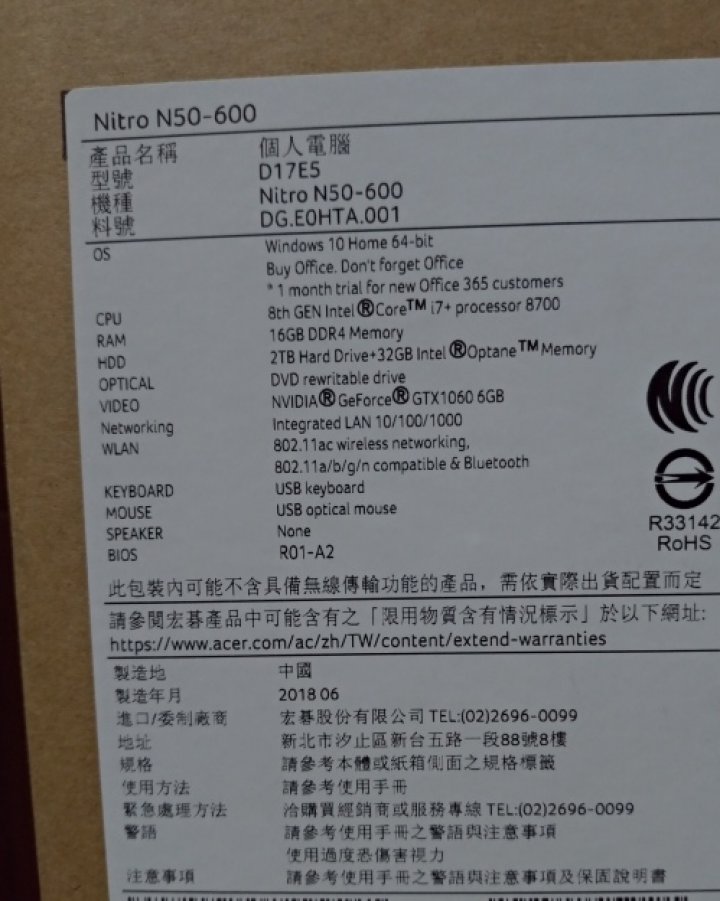 Nitro N50-600
產品名稱 個人電腦
型號 D17E5
機種 Nitro N50-600
料號 DG.E0HTA.001
OS Windows 10 Home 64-bit
Buy Office. Don't forget Office
* 1 month trial for new Office 365 customers
CPU 8th GEN Intel®Core™ i7+ processor 8700
RAM 16GB DDR4 Memory
HDD 2TB Hard Drive+32GB Intel®Optane™Memory
OPTICAL DVD rewritable drive
VIDEO NVIDIA®GeForce®GTX1060 6GB
Networking Integrated LAN 10/100/1000
WLAN 802.11ac wireless networking,
802.11a/b/g/n compatible & Bluetooth
KEYBOARD USB keyboard
MOUSE USB optical mouse
SPEAKER None
BIOS R01-A2
R33142
RoHS
此包裝內可能不含具備無線傳輸功能的產品，需依實際出貨配置而定
請參閱宏碁產品中可能含有之「限用物質含有情況標示」於以下網址:
https://www.acer.com/ac/zh/TW/content/extend-warranties
製造地 中國
製造年月 2018 06
進口/委制廠商 宏碁股份有限公司 TEL:(02)2696-0099
地址 新北市汐止區新台五路一段88號8樓
規格 請參考本體或紙箱側面之規格標籤
使用方法 請參考使用手冊
緊急處理方法 洽購買經銷商或服務專線 TEL:(02)2696-0099
警語 請參考使用手冊之警語與注意事項
使用過度恐傷害視力
注意事項 請參考使用手冊之警語與注意事項及保固說明書